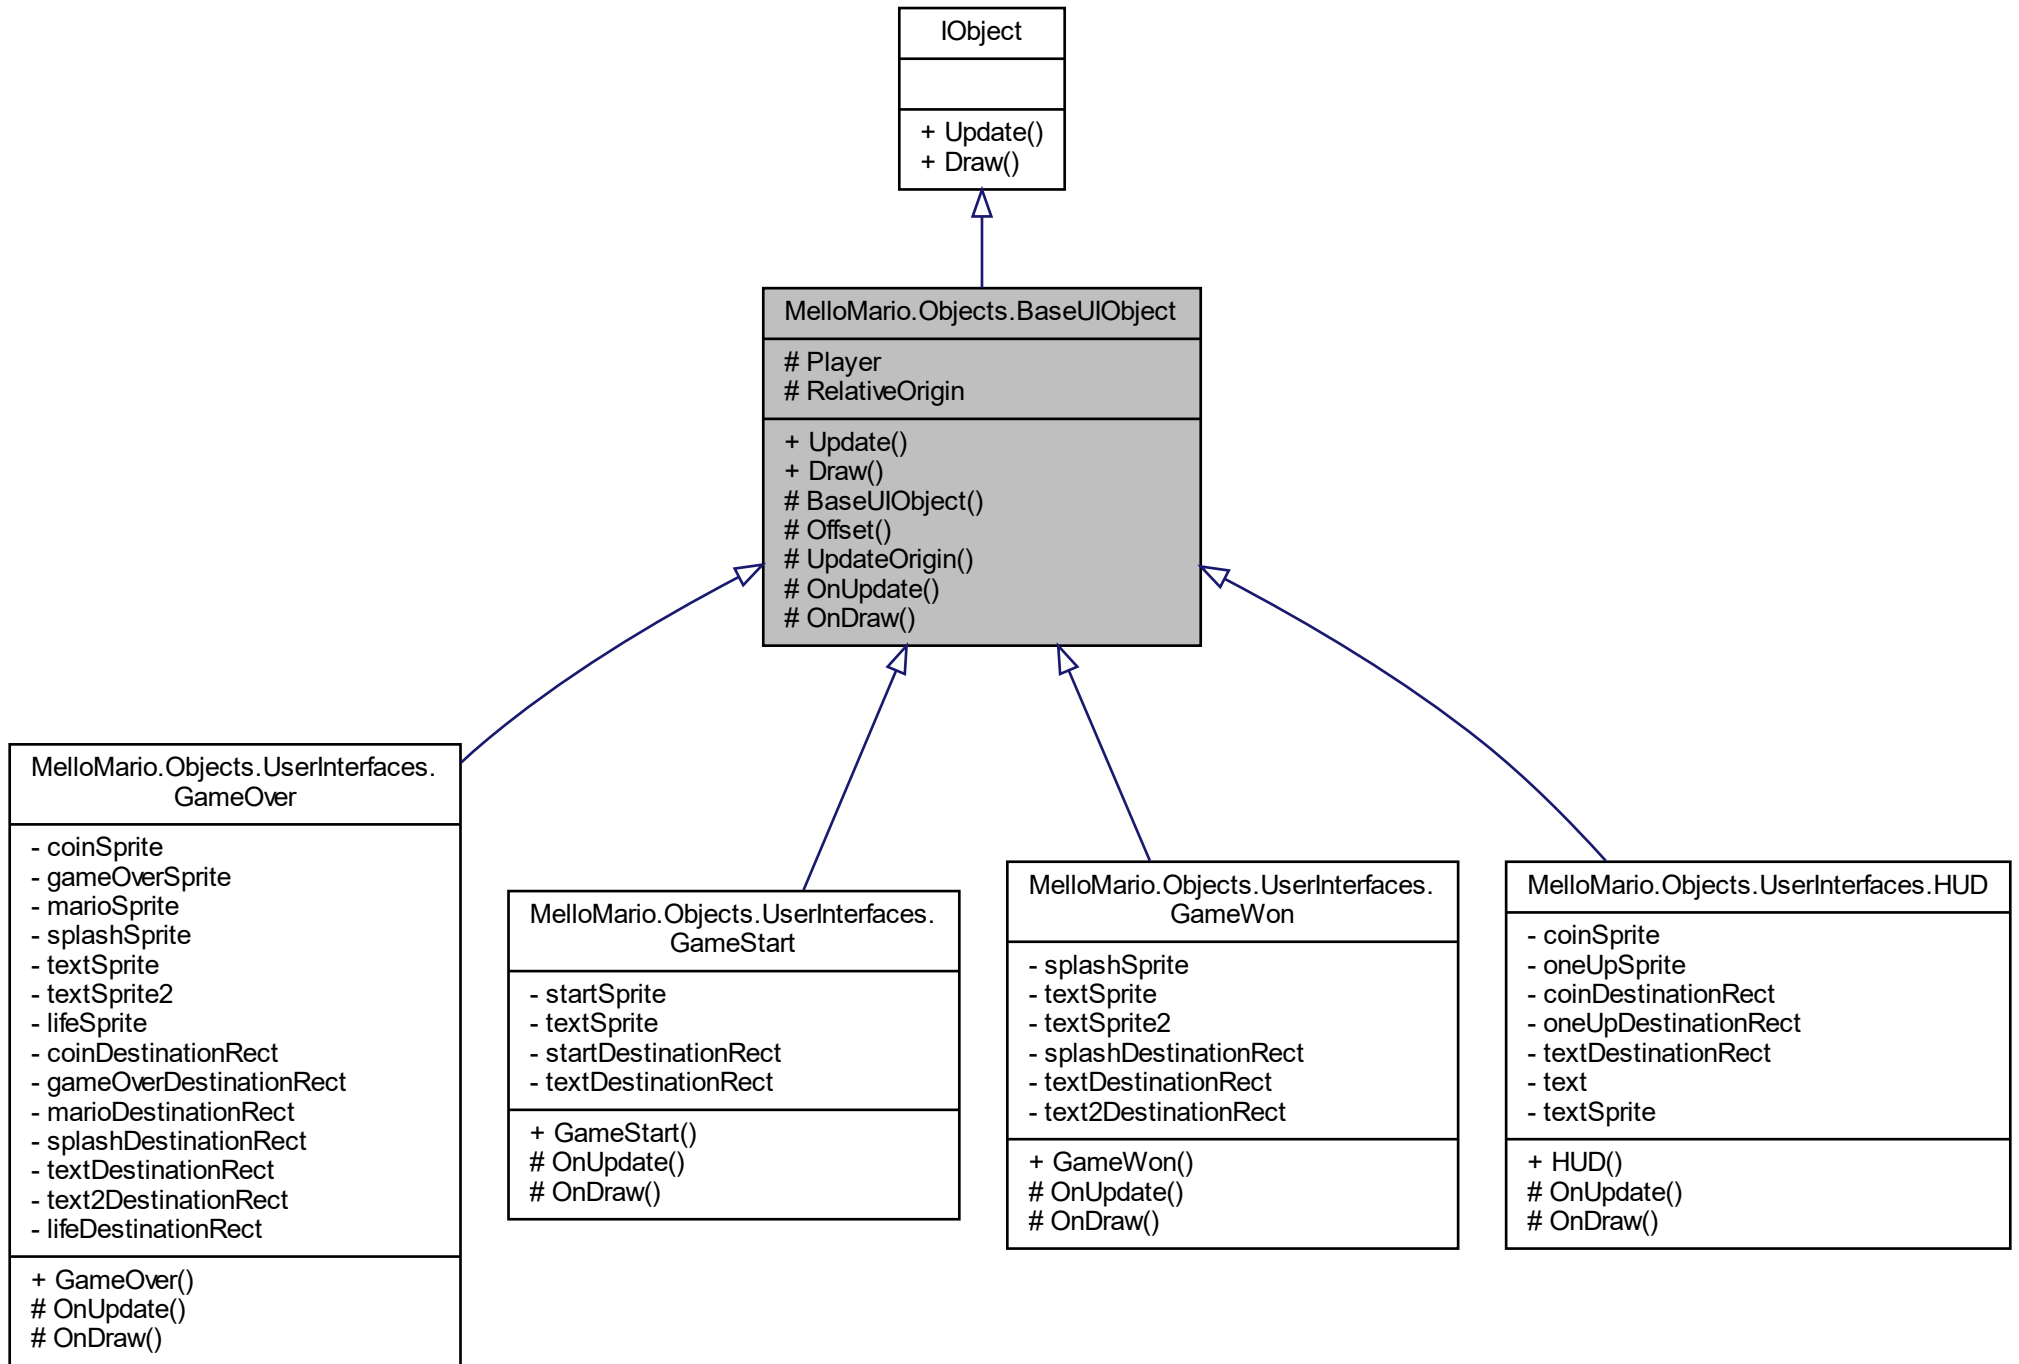 IObject
+ Update()
+ Draw()
MelloMario.Objects.BaseUIObject
# Player
# RelativeOrigin
+ Update()
+ Draw()
# BaseUIObject()
# Offset()
# UpdateOrigin()
# OnUpdate()
# OnDraw()
MelloMario.Objects.UserInterfaces.
GameOver
- coinSprite
- gameOverSprite
- marioSprite
- splashSprite
- textSprite
- textSprite2
- lifeSprite
- coinDestinationRect
- gameOverDestinationRect
- marioDestinationRect
- splashDestinationRect
- textDestinationRect
- text2DestinationRect
- lifeDestinationRect
+ GameOver()
# OnUpdate()
# OnDraw()
MelloMario.Objects.UserInterfaces.
GameStart
- startSprite
- textSprite
- startDestinationRect
- textDestinationRect
+ GameStart()
# OnUpdate()
# OnDraw()
MelloMario.Objects.UserInterfaces.
GameWon
- splashSprite
- textSprite
- textSprite2
- splashDestinationRect
- textDestinationRect
- text2DestinationRect
+ GameWon()
# OnUpdate()
# OnDraw()
MelloMario.Objects.UserInterfaces.HUD
- coinSprite
- oneUpSprite
- coinDestinationRect
- oneUpDestinationRect
- textDestinationRect
- text
- textSprite
+ HUD()
# OnUpdate()
# OnDraw()